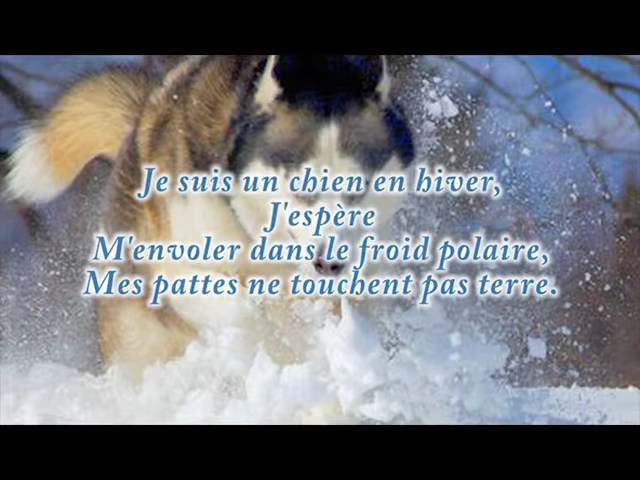 Je suis un chien en hiver,
J'espère
M'envoler dans le froid polaire,
Mes pattes ne touchent pas terre.